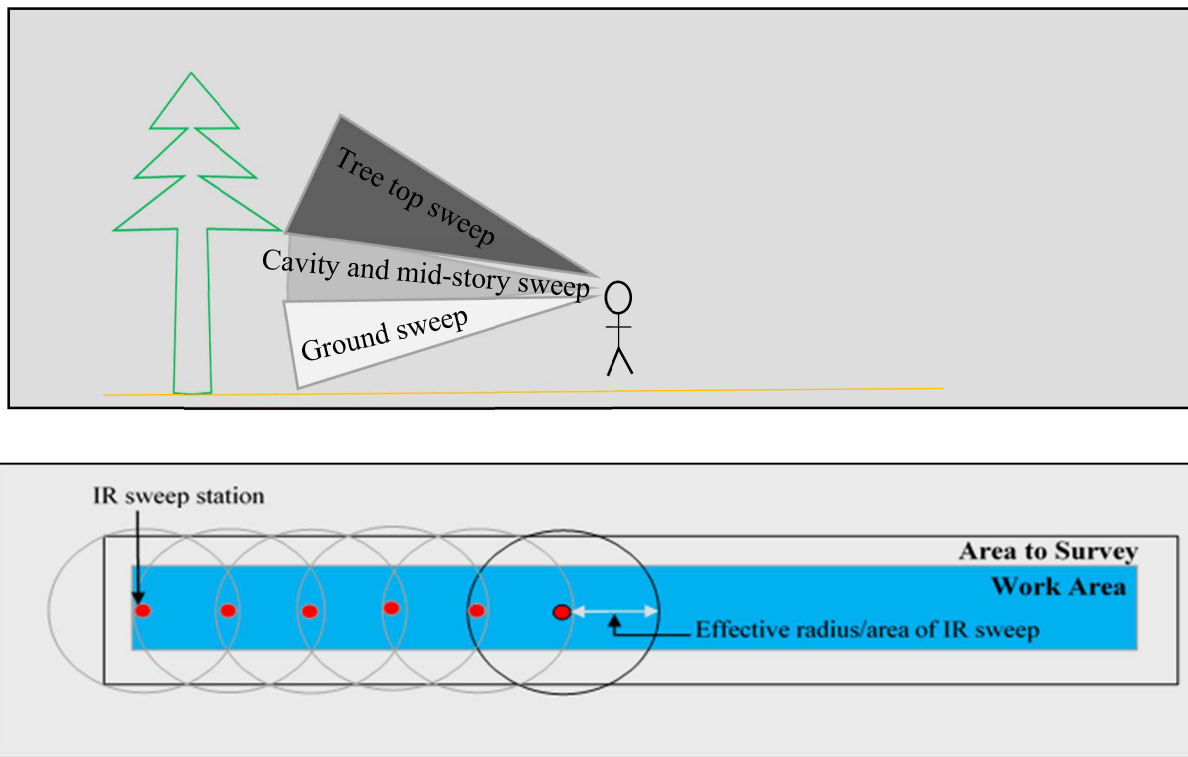 Tree top sweep
Cavity and mid-story sweep
Ground sweep
IR sweep station
Area to Survey
Work Area
Effective radius/area of IR sweep